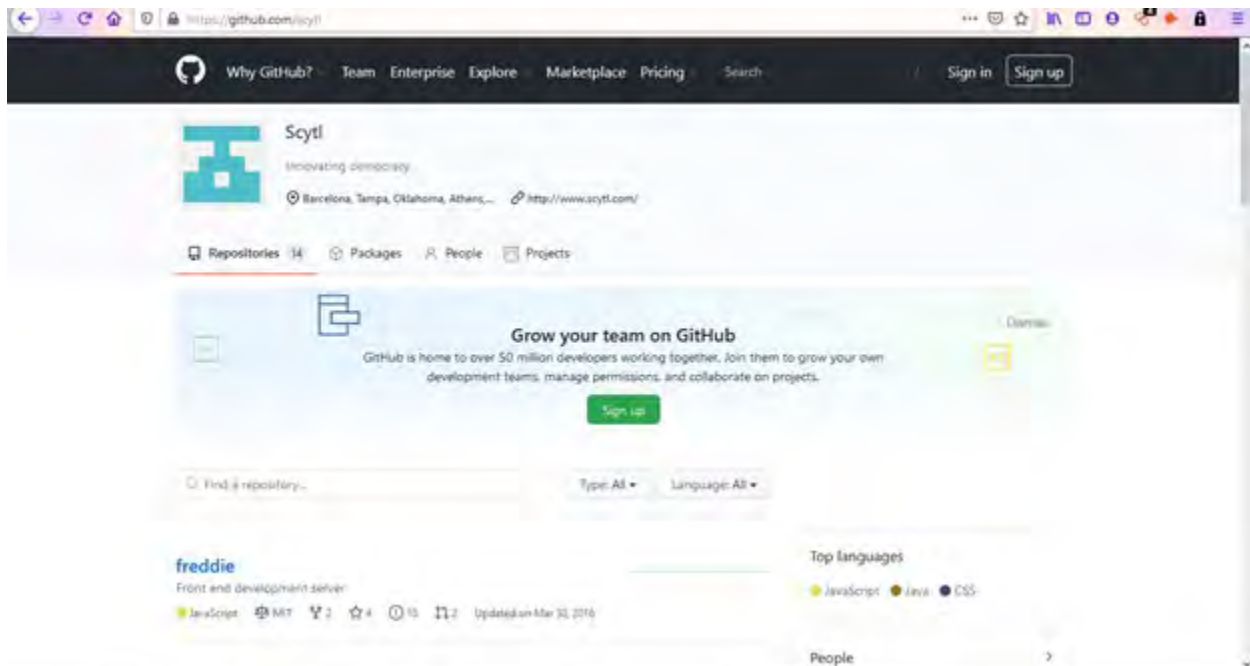 https://github.com/scytl
Why GitHub? Team Enterprise Explore Marketplace Pricing Search / Sign in Sign up
Scytl
Innovating democracy
Barcelona, Tampa, Oklahoma, Athens,... http://www.scytl.com/
Repositories 14 Packages People Projects
Grow your team on GitHub
Dismiss
GitHub is home to over 50 million developers working together. Join them to grow your own
development teams, manage permissions, and collaborate on projects.
Sign up
Find a repository...
Type: All Language: All
freddie
Front end development server
JavaScript MIT 2 4 15 2 Updated on Mar 30, 2016
Top languages
JavaScript Java CSS
People